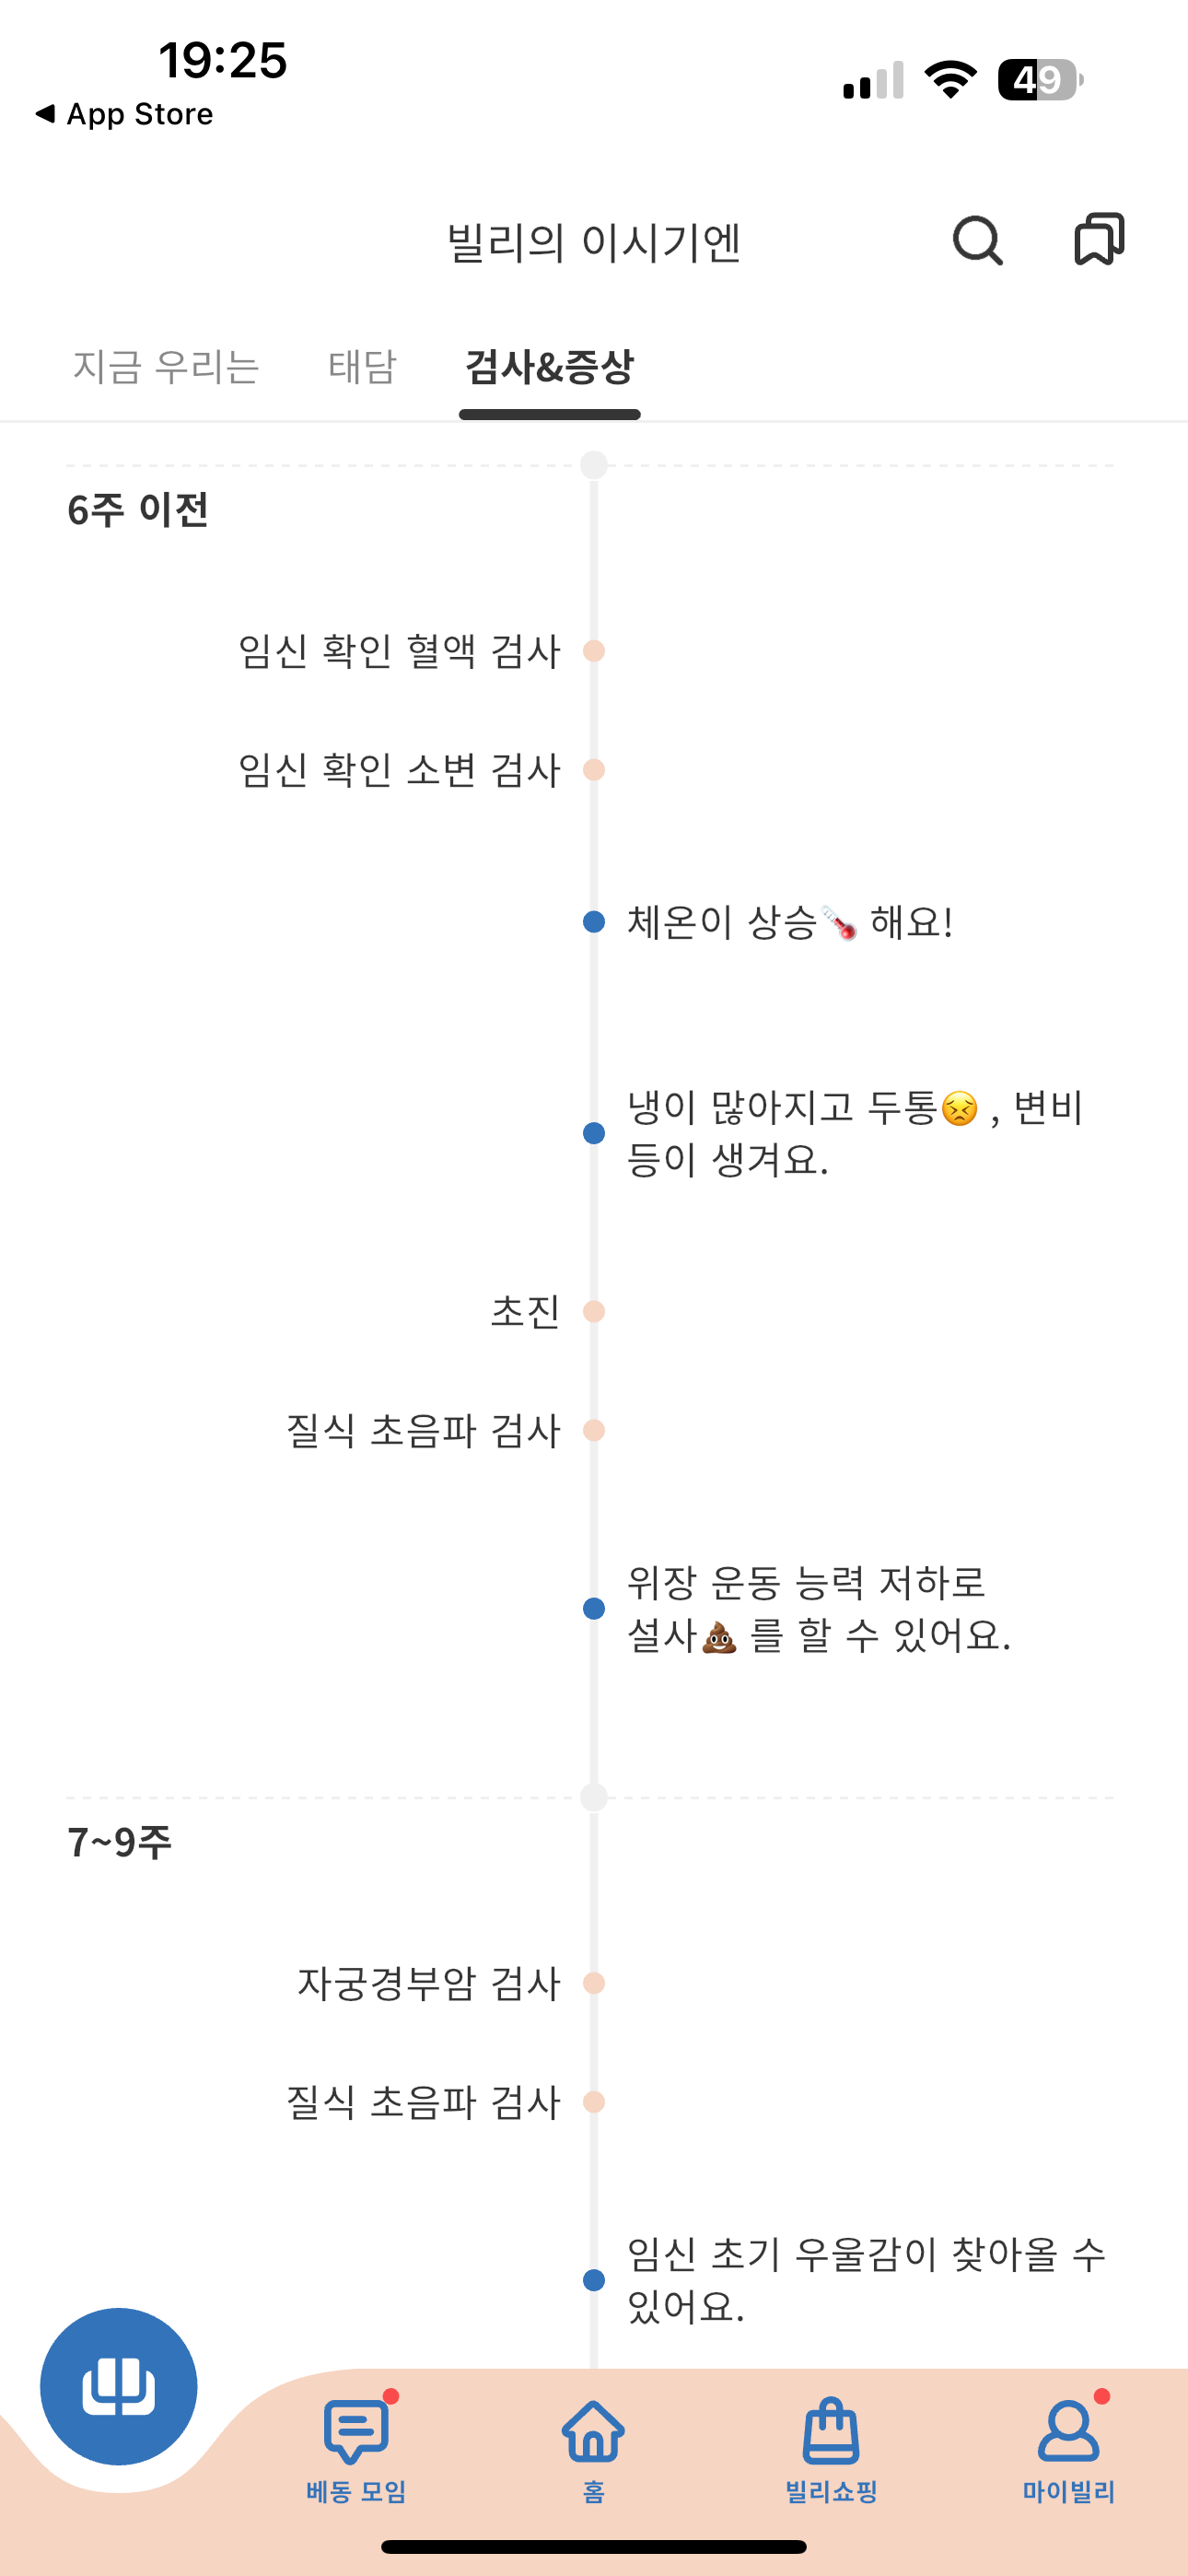 19:25
49
◀ App Store
빌리의 이시기엔
지금 우리는 태담 검사&증상
6주 이전
임신 확인 혈액 검사
임신 확인 소변 검사
체온이 상승🌡️ 해요!
냉이 많아지고 두통😣 , 변비
등이 생겨요.
초진
질식 초음파 검사
위장 운동 능력 저하로
설사💩 를 할 수 있어요.
7~9주
자궁경부암 검사
질식 초음파 검사
임신 초기 우울감이 찾아올 수
있어요.
베동 모임 홈 빌리쇼핑 마이빌리